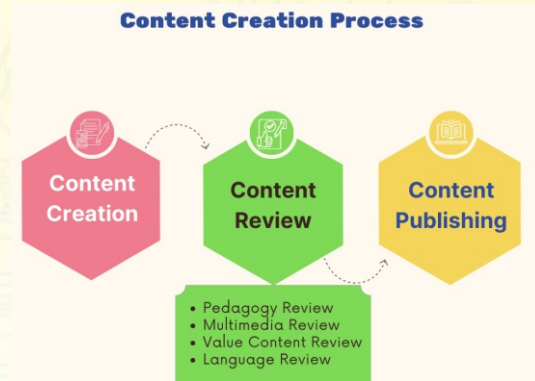 Content Creation Process
Content
Creation
Content
Review
Content
Publishing
• Pedagogy Review
• Multimedia Review
• Value Content Review
• Language Review